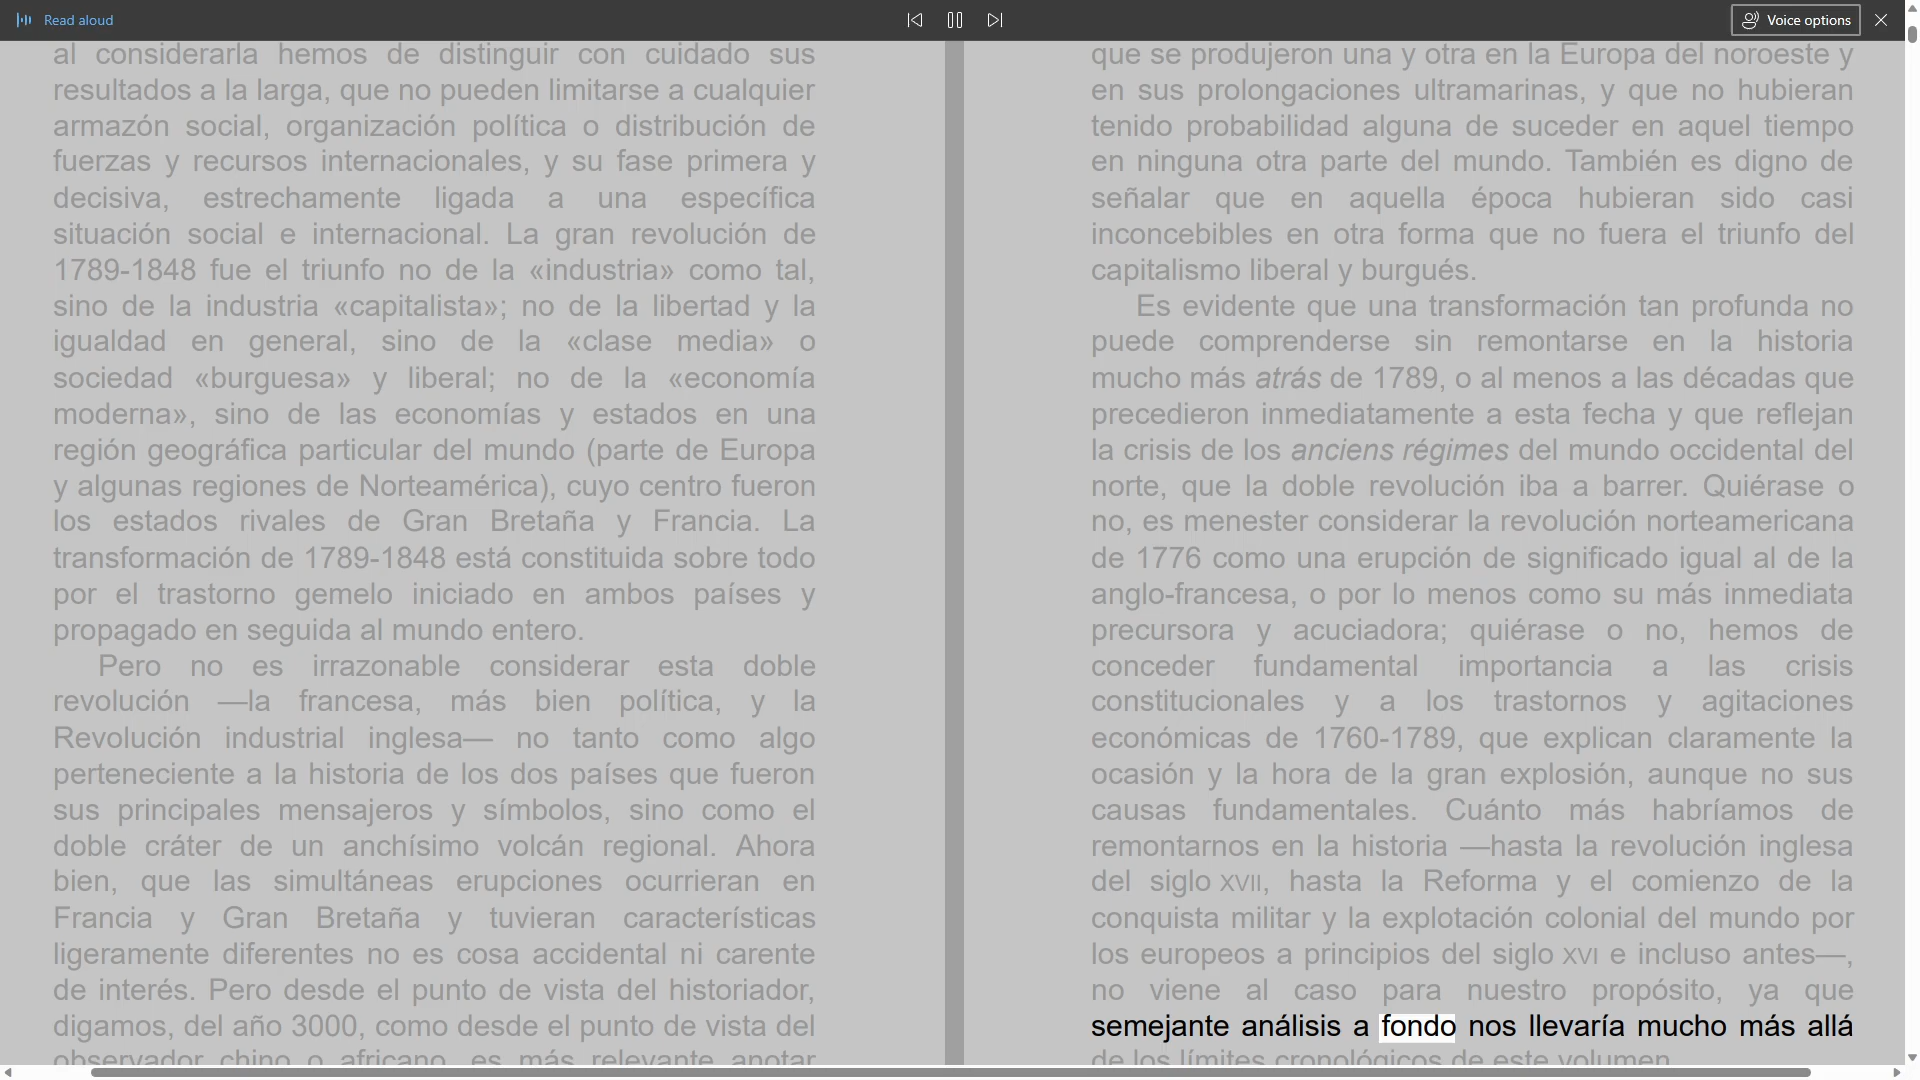 Read aloud
Voice options
al considerarla hemos de distinguir con cuidado sus
resultados a la larga, que no pueden limitarse a cualquier
armazón social, organización política o distribución de
fuerzas y recursos internacionales, y su fase primera y
decisiva, estrechamente ligada a una específica
situación social e internacional. La gran revolución de
1789-1848 fue el triunfo no de la «industria» como tal,
sino de la industria «capitalista»; no de la libertad y la
igualdad en general, sino de la «clase media» o
sociedad «burguesa» y liberal; no de la «economía
moderna», sino de las economías y estados en una
región geográfica particular del mundo (parte de Europa
y algunas regiones de Norteamérica), cuyo centro fueron
los estados rivales de Gran Bretaña y Francia. La
transformación de 1789-1848 está constituida sobre todo
por el trastorno gemelo iniciado en ambos países y
propagado en seguida al mundo entero.
Pero no es irrazonable considerar esta doble
revolución —la francesa, más bien política, y la
Revolución industrial inglesa— no tanto como algo
perteneciente a la historia de los dos países que fueron
sus principales mensajeros y símbolos, sino como el
doble cráter de un anchísimo volcán regional. Ahora
bien, que las simultáneas erupciones ocurrieran en
Francia y Gran Bretaña y tuvieran características
ligeramente diferentes no es cosa accidental ni carente
de interés. Pero desde el punto de vista del historiador,
digamos, del año 3000, como desde el punto de vista del
observador chino o africano, es más relevante anotar
que se produjeron una y otra en la Europa del noroeste y
en sus prolongaciones ultramarinas, y que no hubieran
tenido probabilidad alguna de suceder en aquel tiempo
en ninguna otra parte del mundo. También es digno de
señalar que en aquella época hubieran sido casi
inconcebibles en otra forma que no fuera el triunfo del
capitalismo liberal y burgués.
Es evidente que una transformación tan profunda no
puede comprenderse sin remontarse en la historia
mucho más atrás de 1789, o al menos a las décadas que
precedieron inmediatamente a esta fecha y que reflejan
la crisis de los anciens régimes del mundo occidental del
norte, que la doble revolución iba a barrer. Quiérase o
no, es menester considerar la revolución norteamericana
de 1776 como una erupción de significado igual al de la
anglo-francesa, o por lo menos como su más inmediata
precursora y acuciadora; quiérase o no, hemos de
conceder fundamental importancia a las crisis
constitucionales y a los trastornos y agitaciones
económicas de 1760-1789, que explican claramente la
ocasión y la hora de la gran explosión, aunque no sus
causas fundamentales. Cuánto más habríamos de
remontarnos en la historia —hasta la revolución inglesa
del siglo XVII, hasta la Reforma y el comienzo de la
conquista militar y la explotación colonial del mundo por
los europeos a principios del siglo XVI e incluso antes—,
no viene al caso para nuestro propósito, ya que
semejante análisis a fondo nos llevaría mucho más allá
de los límites cronológicos de este volumen.